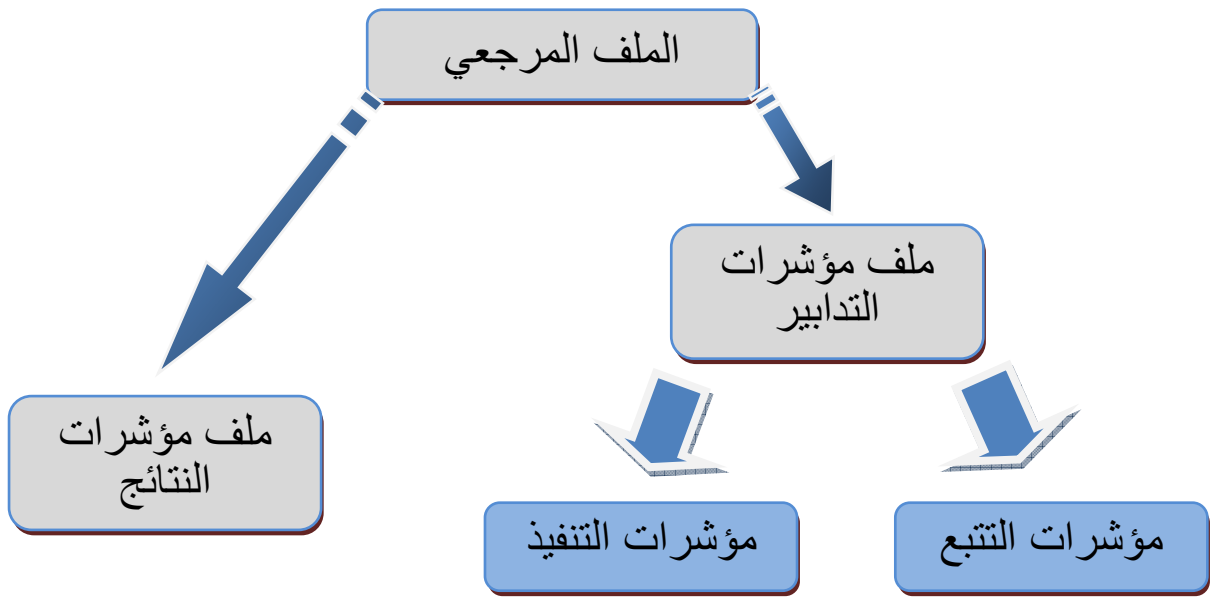 الملف المرجعي
ملف مؤشرات
التدابير
ملف مؤشرات
النتائج
مؤشرات التتبع
مؤشرات التنفيذ